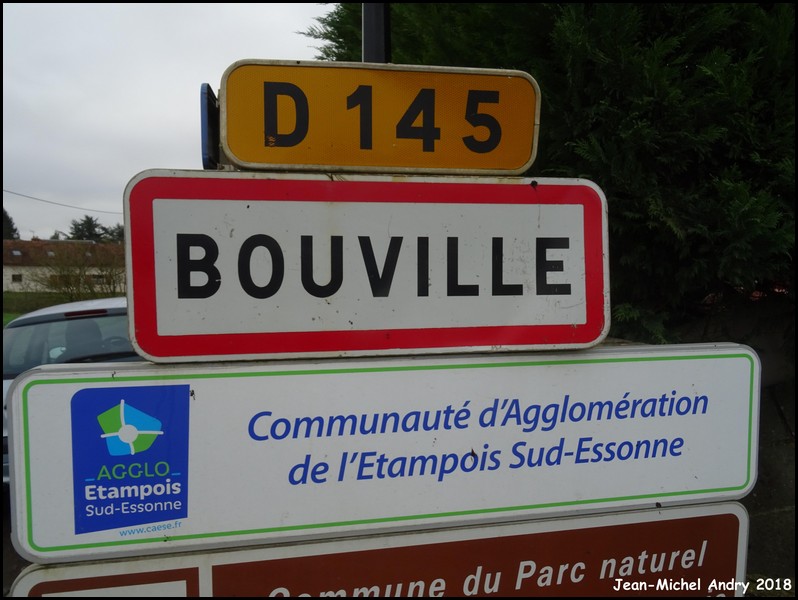 D 145
BOUVILLE
Communauté d'Agglomération
de l'Etampois Sud-Essonne
AGGLO
Etampois
Sud-Essonne
www.caese.fr
Commune du Parc naturel
Jean-Michel Andry 2018